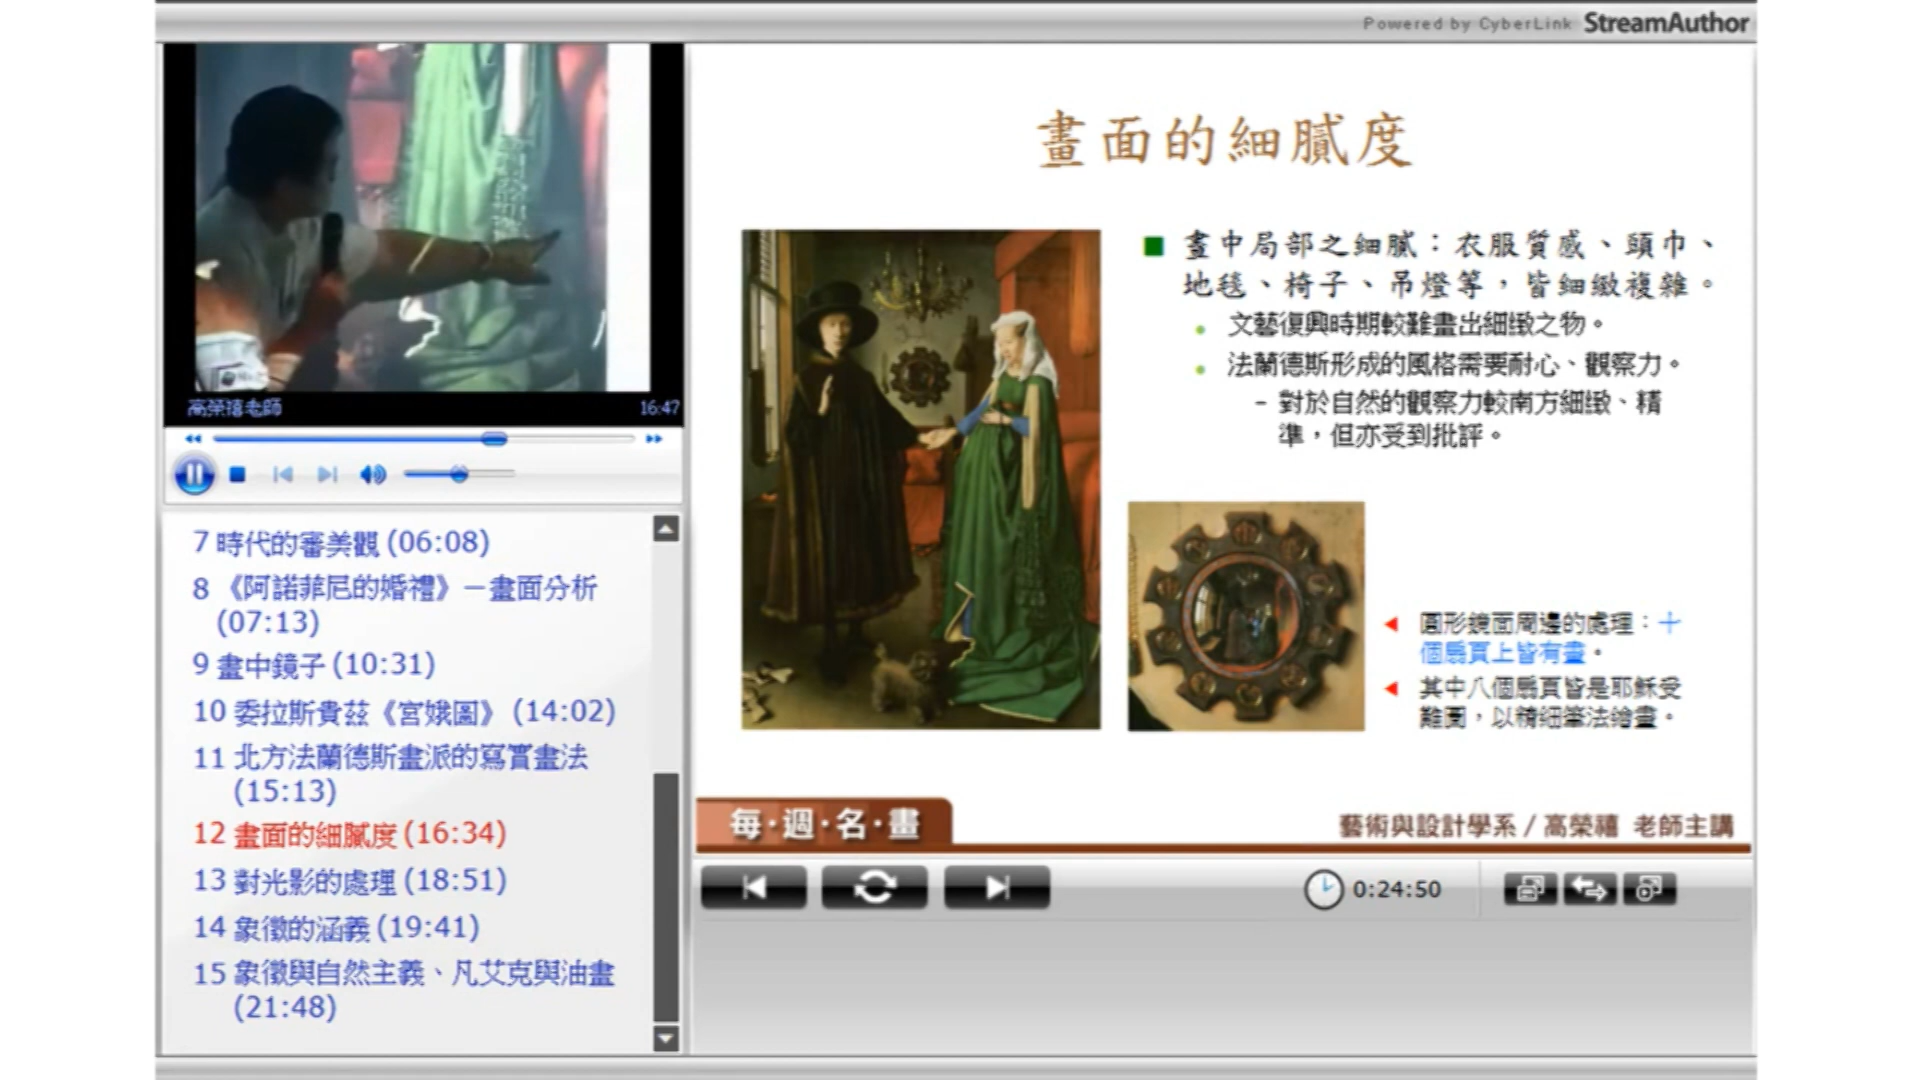 Powered by CyberLink StreamAuthor
畫面的細膩度
畫中局部之細膩：衣服質感、頭巾、
地毯、椅子、吊燈等，皆細緻複雜。
文藝復興時期較難畫出細緻之物。
法蘭德斯形成的風格需要耐心、觀察力。
– 對於自然的觀察力較南方細緻、精
準，但亦受到批評。
圓形鏡面周邊的處理：十
個扇頁上皆有畫。
其中八個扇頁皆是耶穌受
難圖，以精細筆法繪畫。
每·週·名·畫
藝術與設計學系 / 高榮禧 老師主講
0:24:50
高榮禧老師
16:47
7 時代的審美觀 (06:08)
8 《阿諾菲尼的婚禮》－畫面分析
(07:13)
9 畫中鏡子 (10:31)
10 委拉斯貴茲《宮娥圖》 (14:02)
11 北方法蘭德斯畫派的寫實畫法
(15:13)
12 畫面的細膩度 (16:34)
13 對光影的處理 (18:51)
14 象徵的涵義 (19:41)
15 象徵與自然主義、凡艾克與油畫
(21:48)